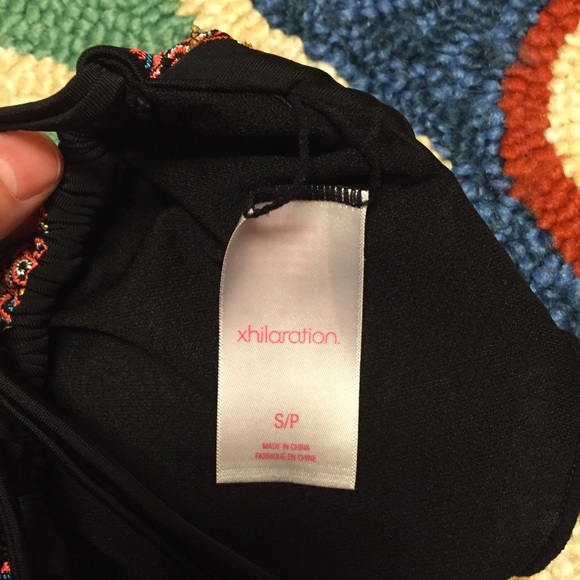 xhilaration.
S/P
MADE IN CHINA
FABRIQUÉ EN CHINE